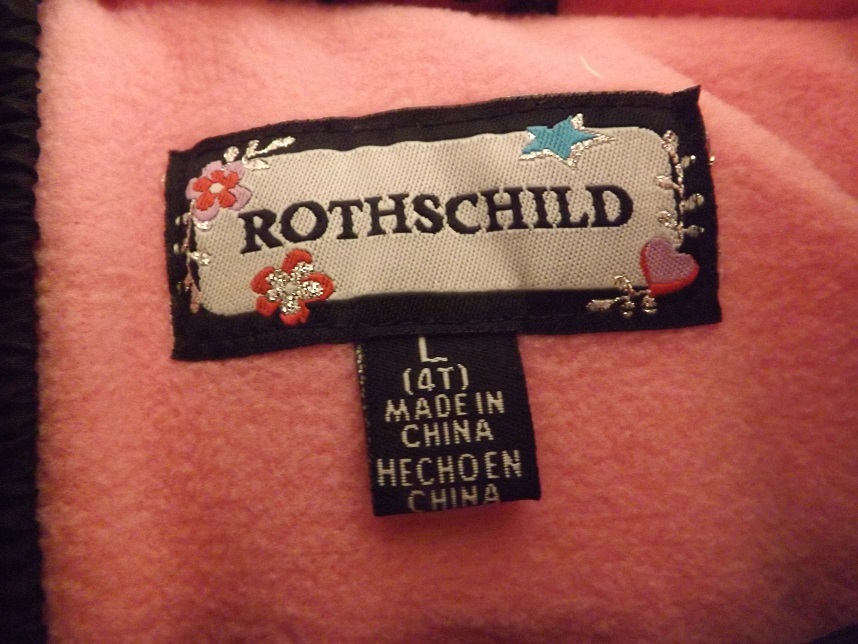 ROTHSCHILD
L
(4T)
MADE IN
CHINA
HECHO EN
CHINA